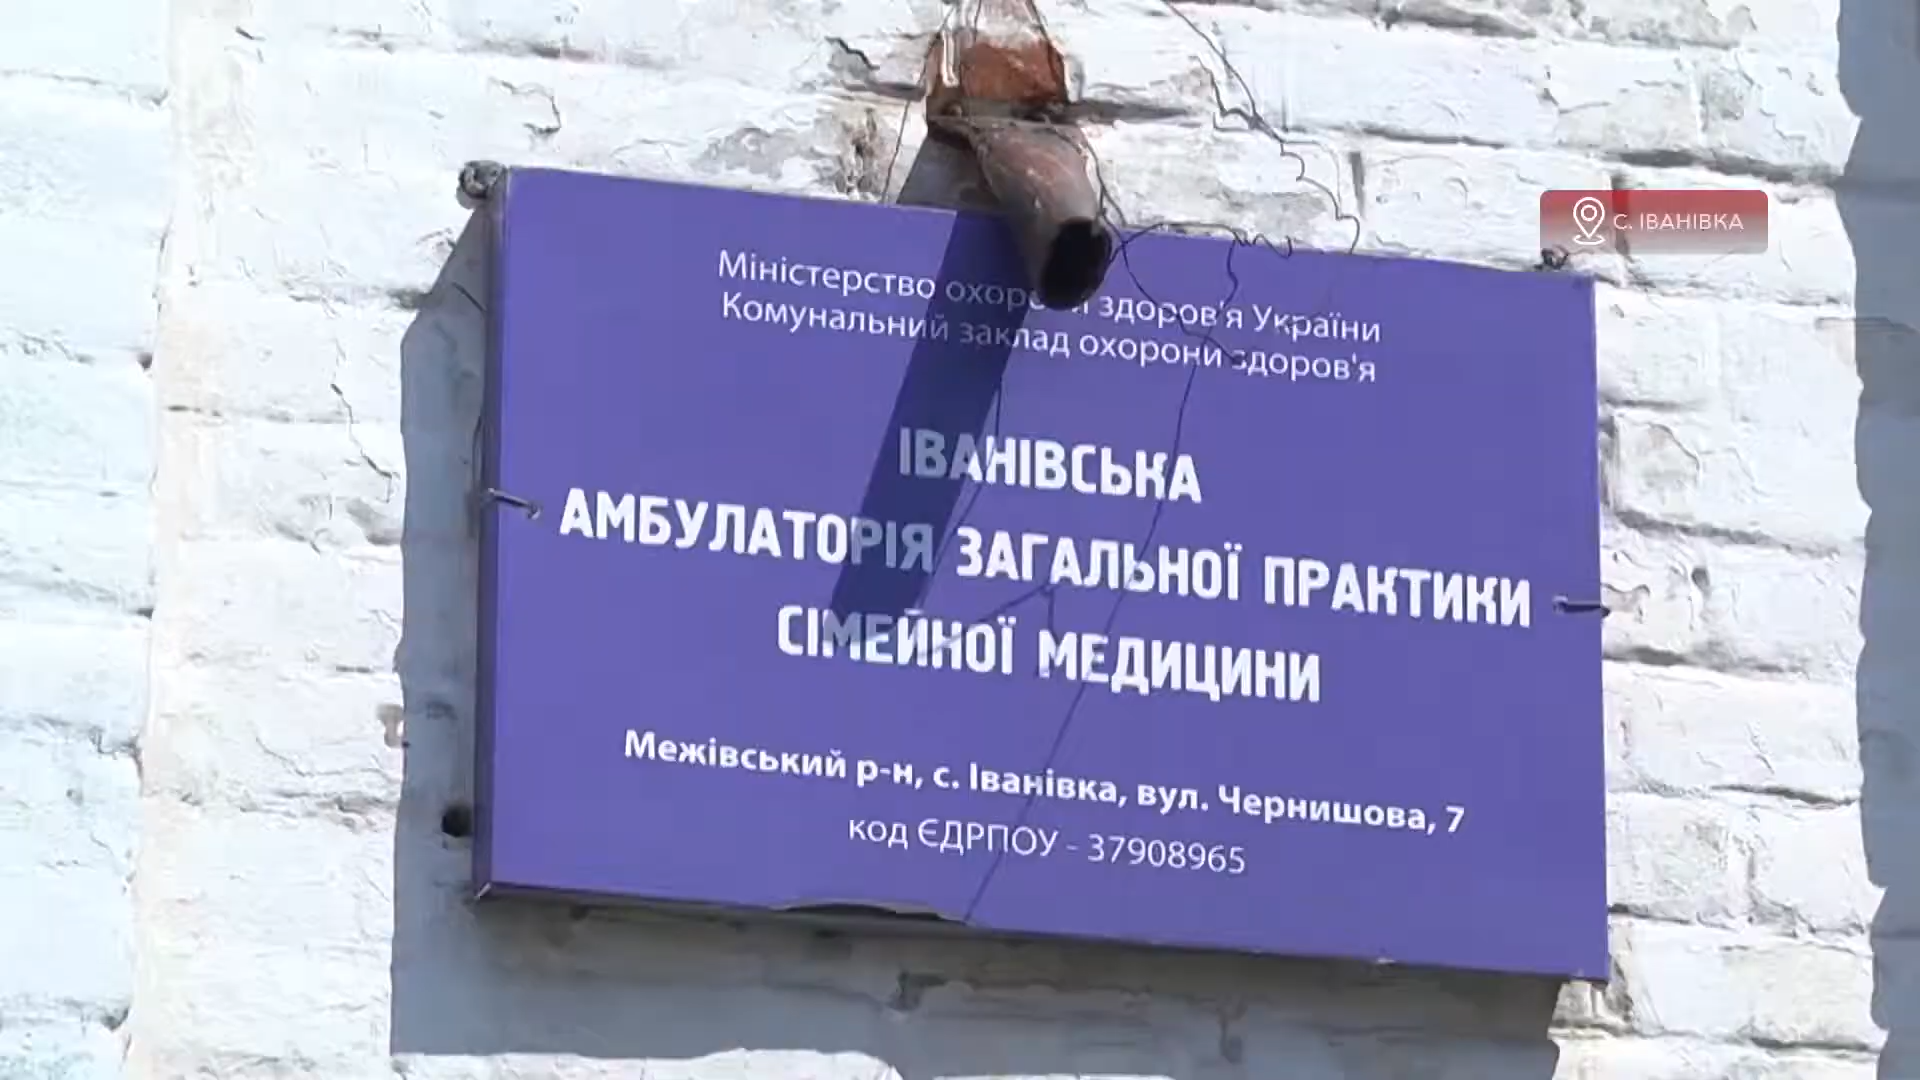 С. ІВАНІВКА
Міністерство охорони здоров'я України
Комунальний заклад охорони здоров'я
ІВАНІВСЬКА
АМБУЛАТОРІЯ ЗАГАЛЬНОЇ ПРАКТИКИ
СІМЕЙНОЇ МЕДИЦИНИ
Межівський р-н, с. Іванівка, вул. Чернишова, 7
код ЄДРПОУ - 37908965